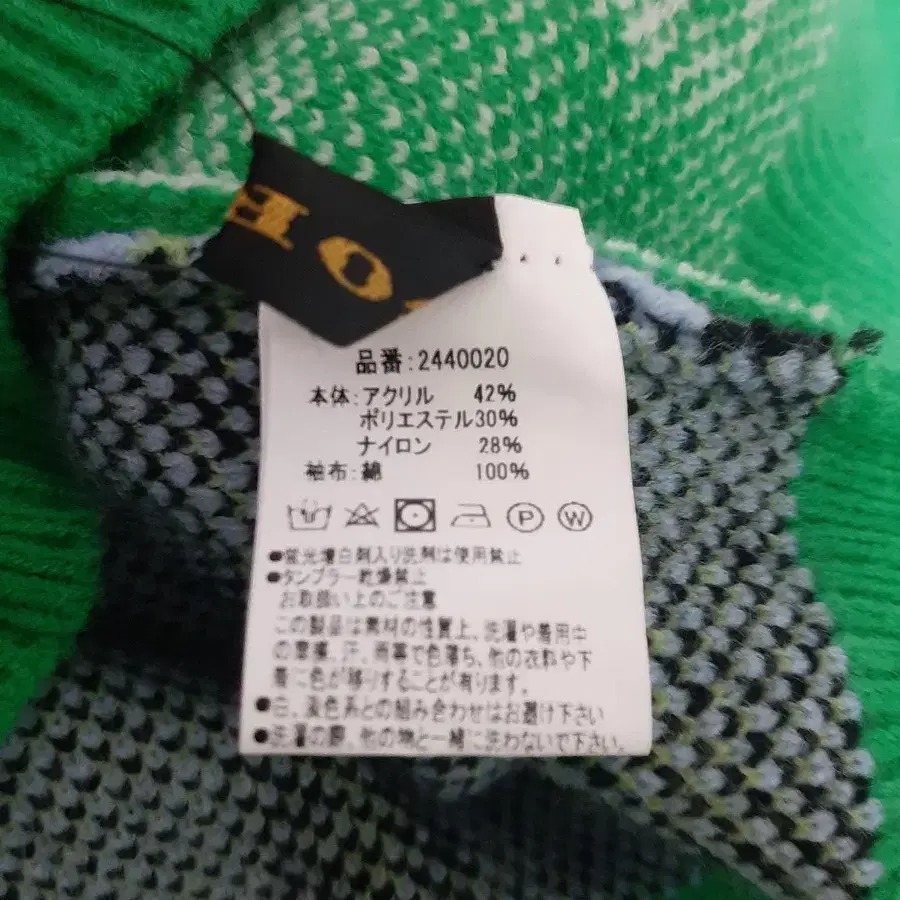 HO
品番:2440020
本体:アクリル 42%
ポリエステル30%
ナイロン 28%
袖布:綿 100%
P W
●蛍光増白剤入り洗剤は使用禁止
●タンブラー乾燥禁止
お取扱い上のご注意
この製品は素材の性質上、洗濯や着用中
の摩擦、汗、雨等で色落ち、他の衣料や下
着に色が移りすることが有ります。
●白、淡色系との組み合わせはお避け下さい
●洗濯の際、他の物と一緒に洗わないで下さい。